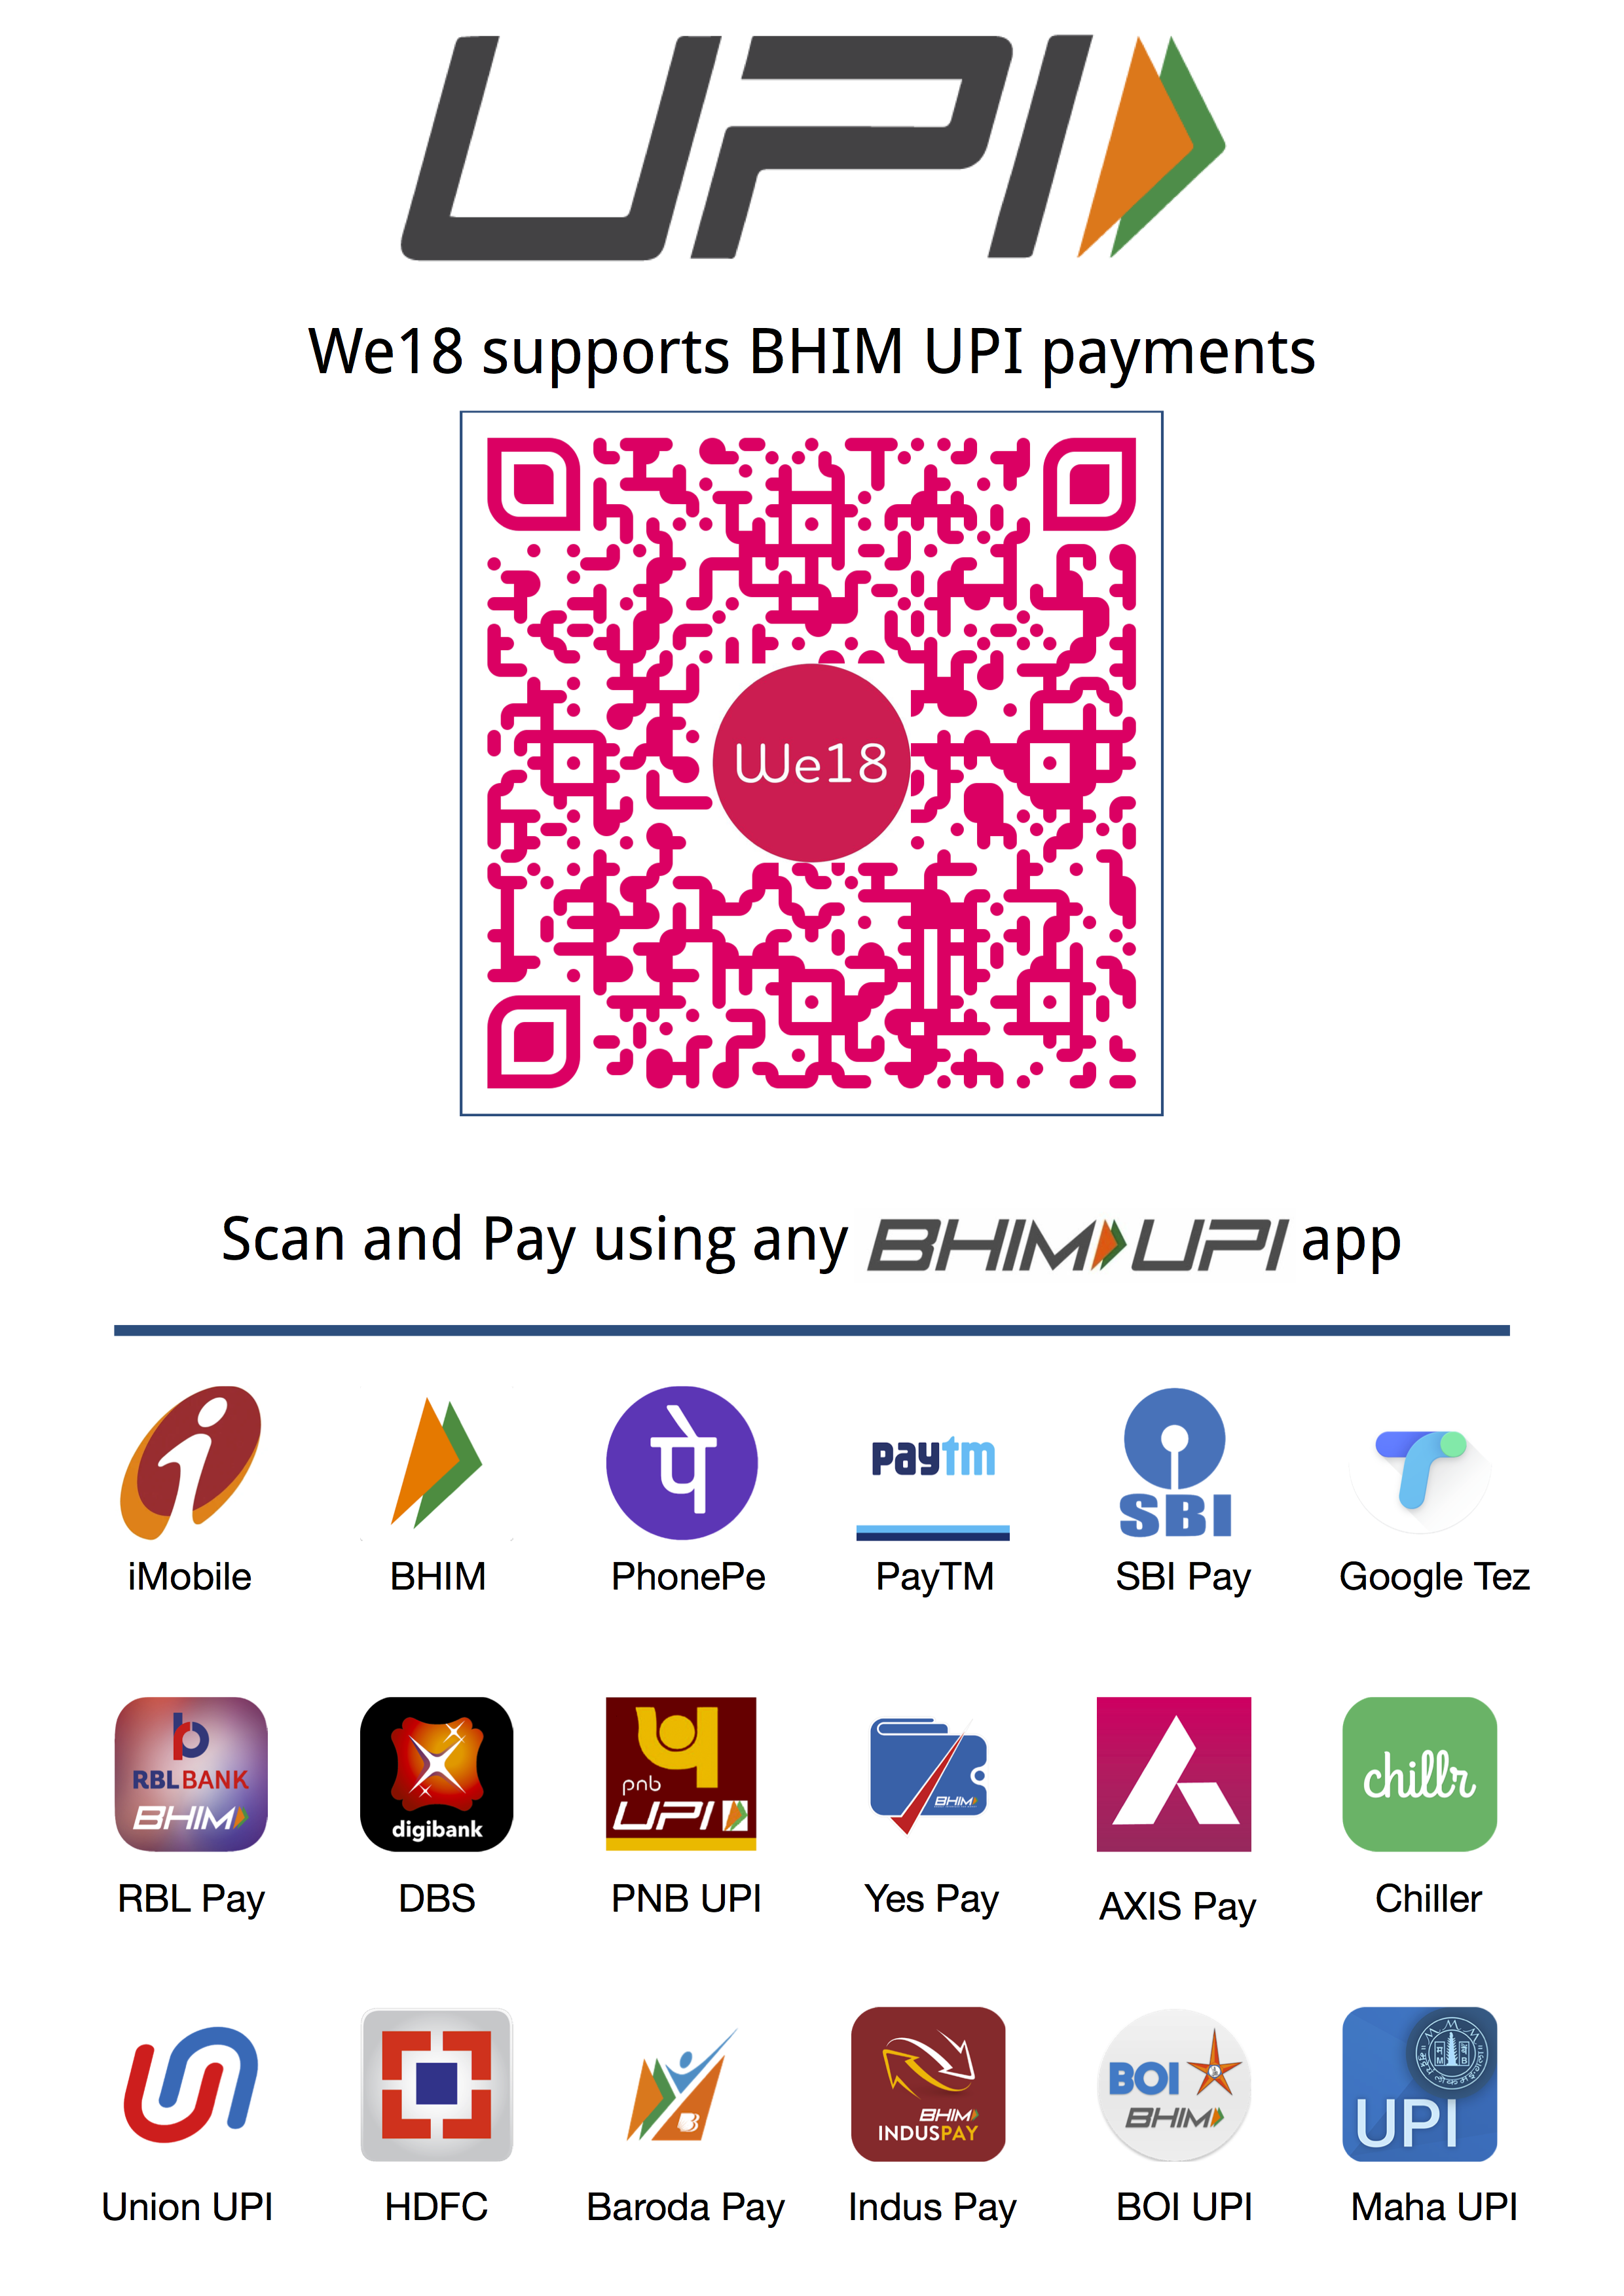 UPI
We18 supports BHIM UPI payments
We18
Scan and Pay using any BHIM UPI app
पे
paytm
SBI
iMobile BHIM PhonePe PayTM SBI Pay Google Tez
RBL BANK
BHIM
digibank
pnb
UPI
BHIM
chillr
RBL Pay DBS PNB UPI Yes Pay AXIS Pay Chiller
B
BHIM
INDUSPAY
BOI
BHIM
UPI
Union UPI HDFC Baroda Pay Indus Pay BOI UPI Maha UPI